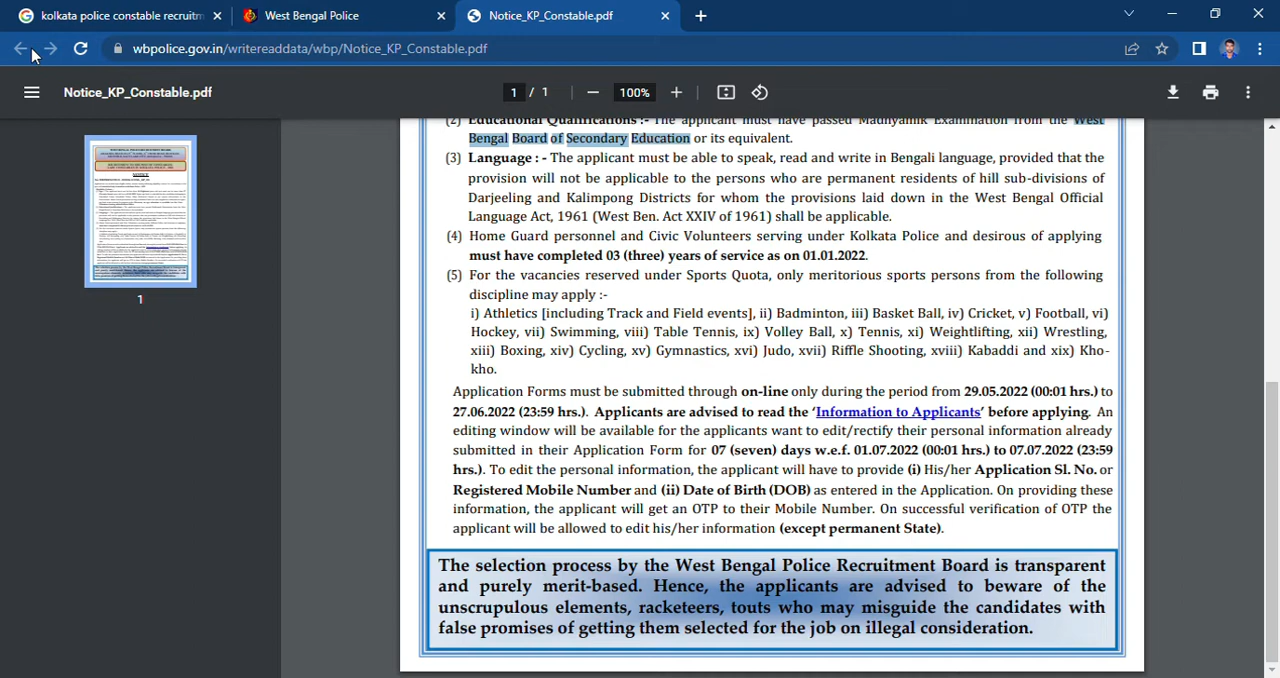 kolkata police constable recruitm
West Bengal Police
Notice_KP_Constable.pdf
wbpolice.gov.in/writereaddata/wbp/Notice_KP_Constable.pdf
Notice_KP_Constable.pdf
1 / 1
100%
1
(2) Educational Qualifications :- The applicant must have passed Madhyamik Examination from the West
Bengal Board of Secondary Education or its equivalent.
(3) Language : - The applicant must be able to speak, read and write in Bengali language, provided that the
provision will not be applicable to the persons who are permanent residents of hill sub-divisions of
Darjeeling and Kalimpong Districts for whom the provisions laid down in the West Bengal Official
Language Act, 1961 (West Ben. Act XXIV of 1961) shall be applicable.
(4) Home Guard personnel and Civic Volunteers serving under Kolkata Police and desirous of applying
must have completed 03 (three) years of service as on 01.01.2022.
(5) For the vacancies reserved under Sports Quota, only meritorious sports persons from the following
discipline may apply :-
i) Athletics [including Track and Field events], ii) Badminton, iii) Basket Ball, iv) Cricket, v) Football, vi)
Hockey, vii) Swimming, viii) Table Tennis, ix) Volley Ball, x) Tennis, xi) Weightlifting, xii) Wrestling,
xiii) Boxing, xiv) Cycling, xv) Gymnastics, xvi) Judo, xvii) Riffle Shooting, xviii) Kabaddi and xix) Kho-
kho.
Application Forms must be submitted through on-line only during the period from 29.05.2022 (00:01 hrs.) to
27.06.2022 (23:59 hrs.). Applicants are advised to read the ‘Information to Applicants’ before applying. An
editing window will be available for the applicants want to edit/rectify their personal information already
submitted in their Application Form for 07 (seven) days w.e.f. 01.07.2022 (00:01 hrs.) to 07.07.2022 (23:59
hrs.). To edit the personal information, the applicant will have to provide (i) His/her Application Sl. No. or
Registered Mobile Number and (ii) Date of Birth (DOB) as entered in the Application. On providing these
information, the applicant will get an OTP to their Mobile Number. On successful verification of OTP the
applicant will be allowed to edit his/her information (except permanent State).
The selection process by the West Bengal Police Recruitment Board is transparent
and purely merit-based. Hence, the applicants are advised to beware of the
unscrupulous elements, racketeers, touts who may misguide the candidates with
false promises of getting them selected for the job on illegal consideration.